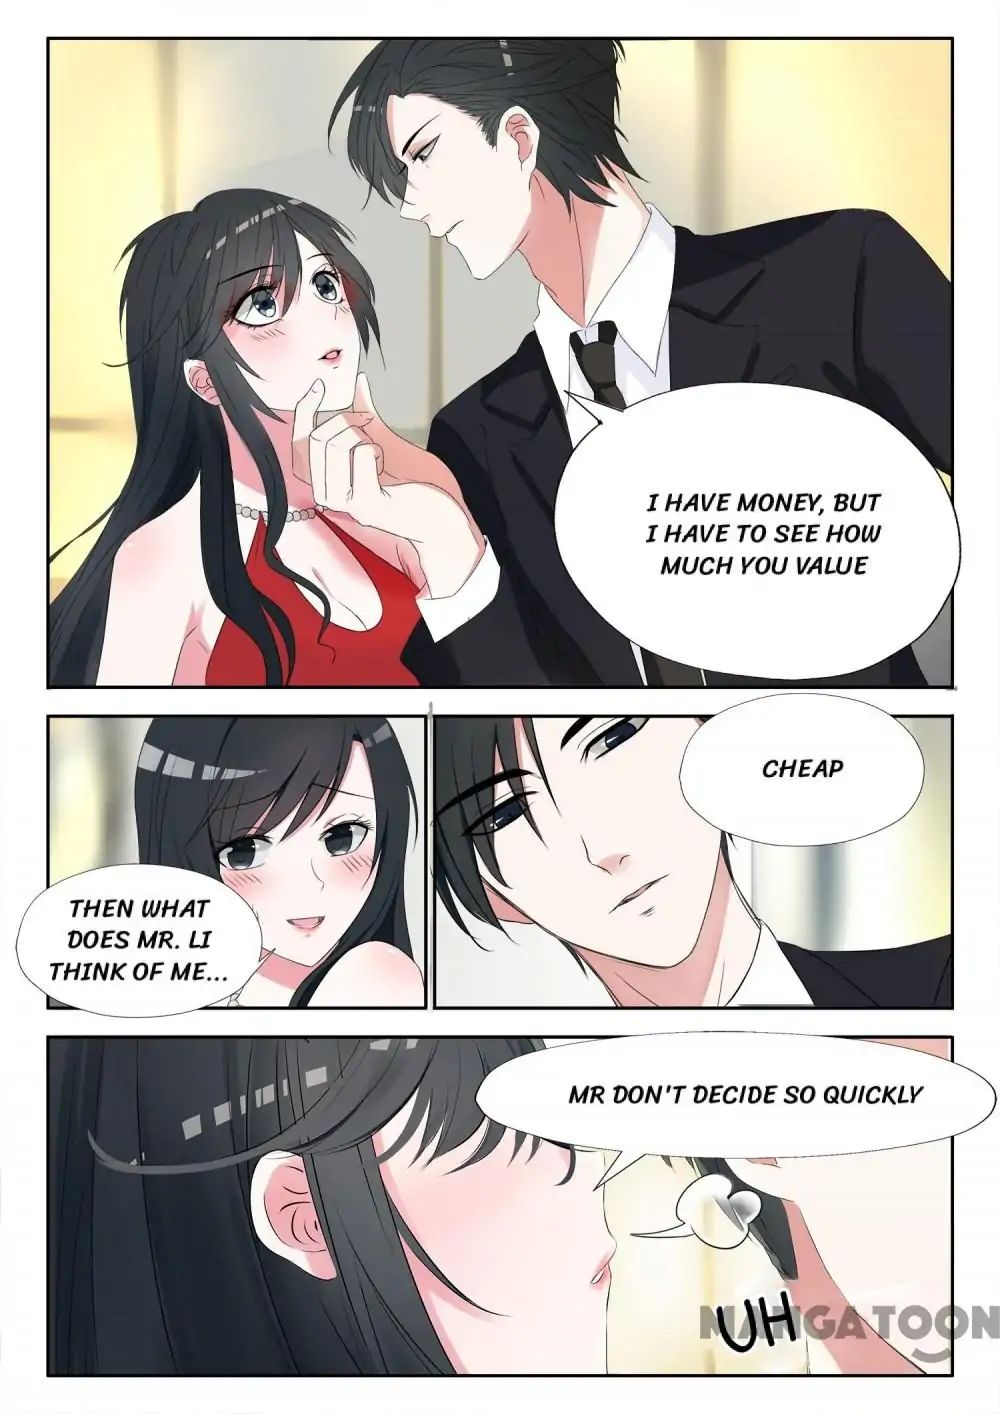 I HAVE MONEY, BUT
I HAVE TO SEE HOW
MUCH YOU VALUE
THEN WHAT
DOES MR. LI
THINK OF ME...
CHEAP
MR DON'T DECIDE SO QUICKLY
UH
MANGATOON